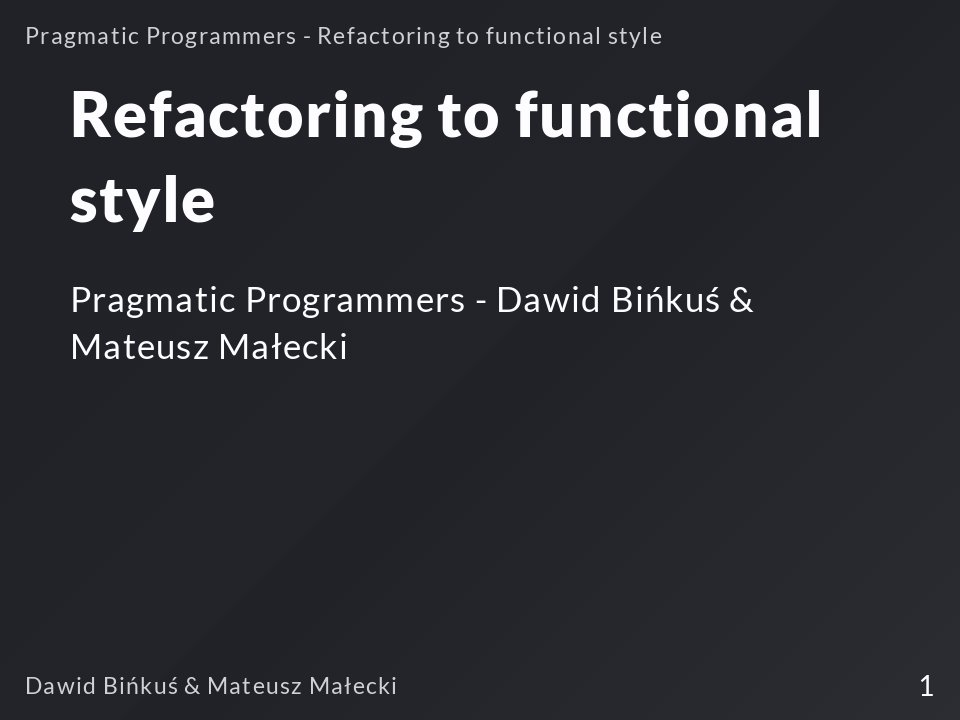 Pragmatic Programmers - Refactoring to functional style
Refactoring to functional
style
Pragmatic Programmers - Dawid Bińkuś &
Mateusz Małecki
Dawid Bińkuś & Mateusz Małecki
1